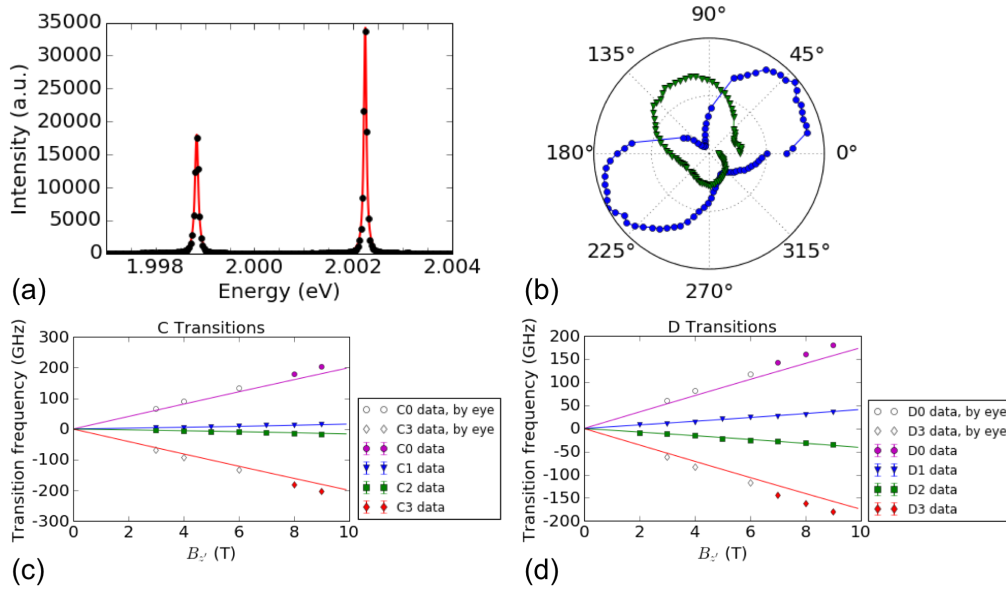 35000
30000
25000
20000
15000
10000
5000
0
Intensity (a.u.)
1.998 2.000 2.002 2.004
Energy (eV)
(a)
90°
135° 45°
180° 0°
225° 315°
270°
(b)
C Transitions
Transition frequency (GHz)
300
200
100
0
-100
-200
-300
0 2 4 6 8 10
B_z' (T)
C0 data, by eye
C3 data, by eye
C0 data
C1 data
C2 data
C3 data
(c)
D Transitions
Transition frequency (GHz)
200
150
100
50
0
-50
-100
-150
-200
0 2 4 6 8 10
B_z' (T)
D0 data, by eye
D3 data, by eye
D0 data
D1 data
D2 data
D3 data
(d)